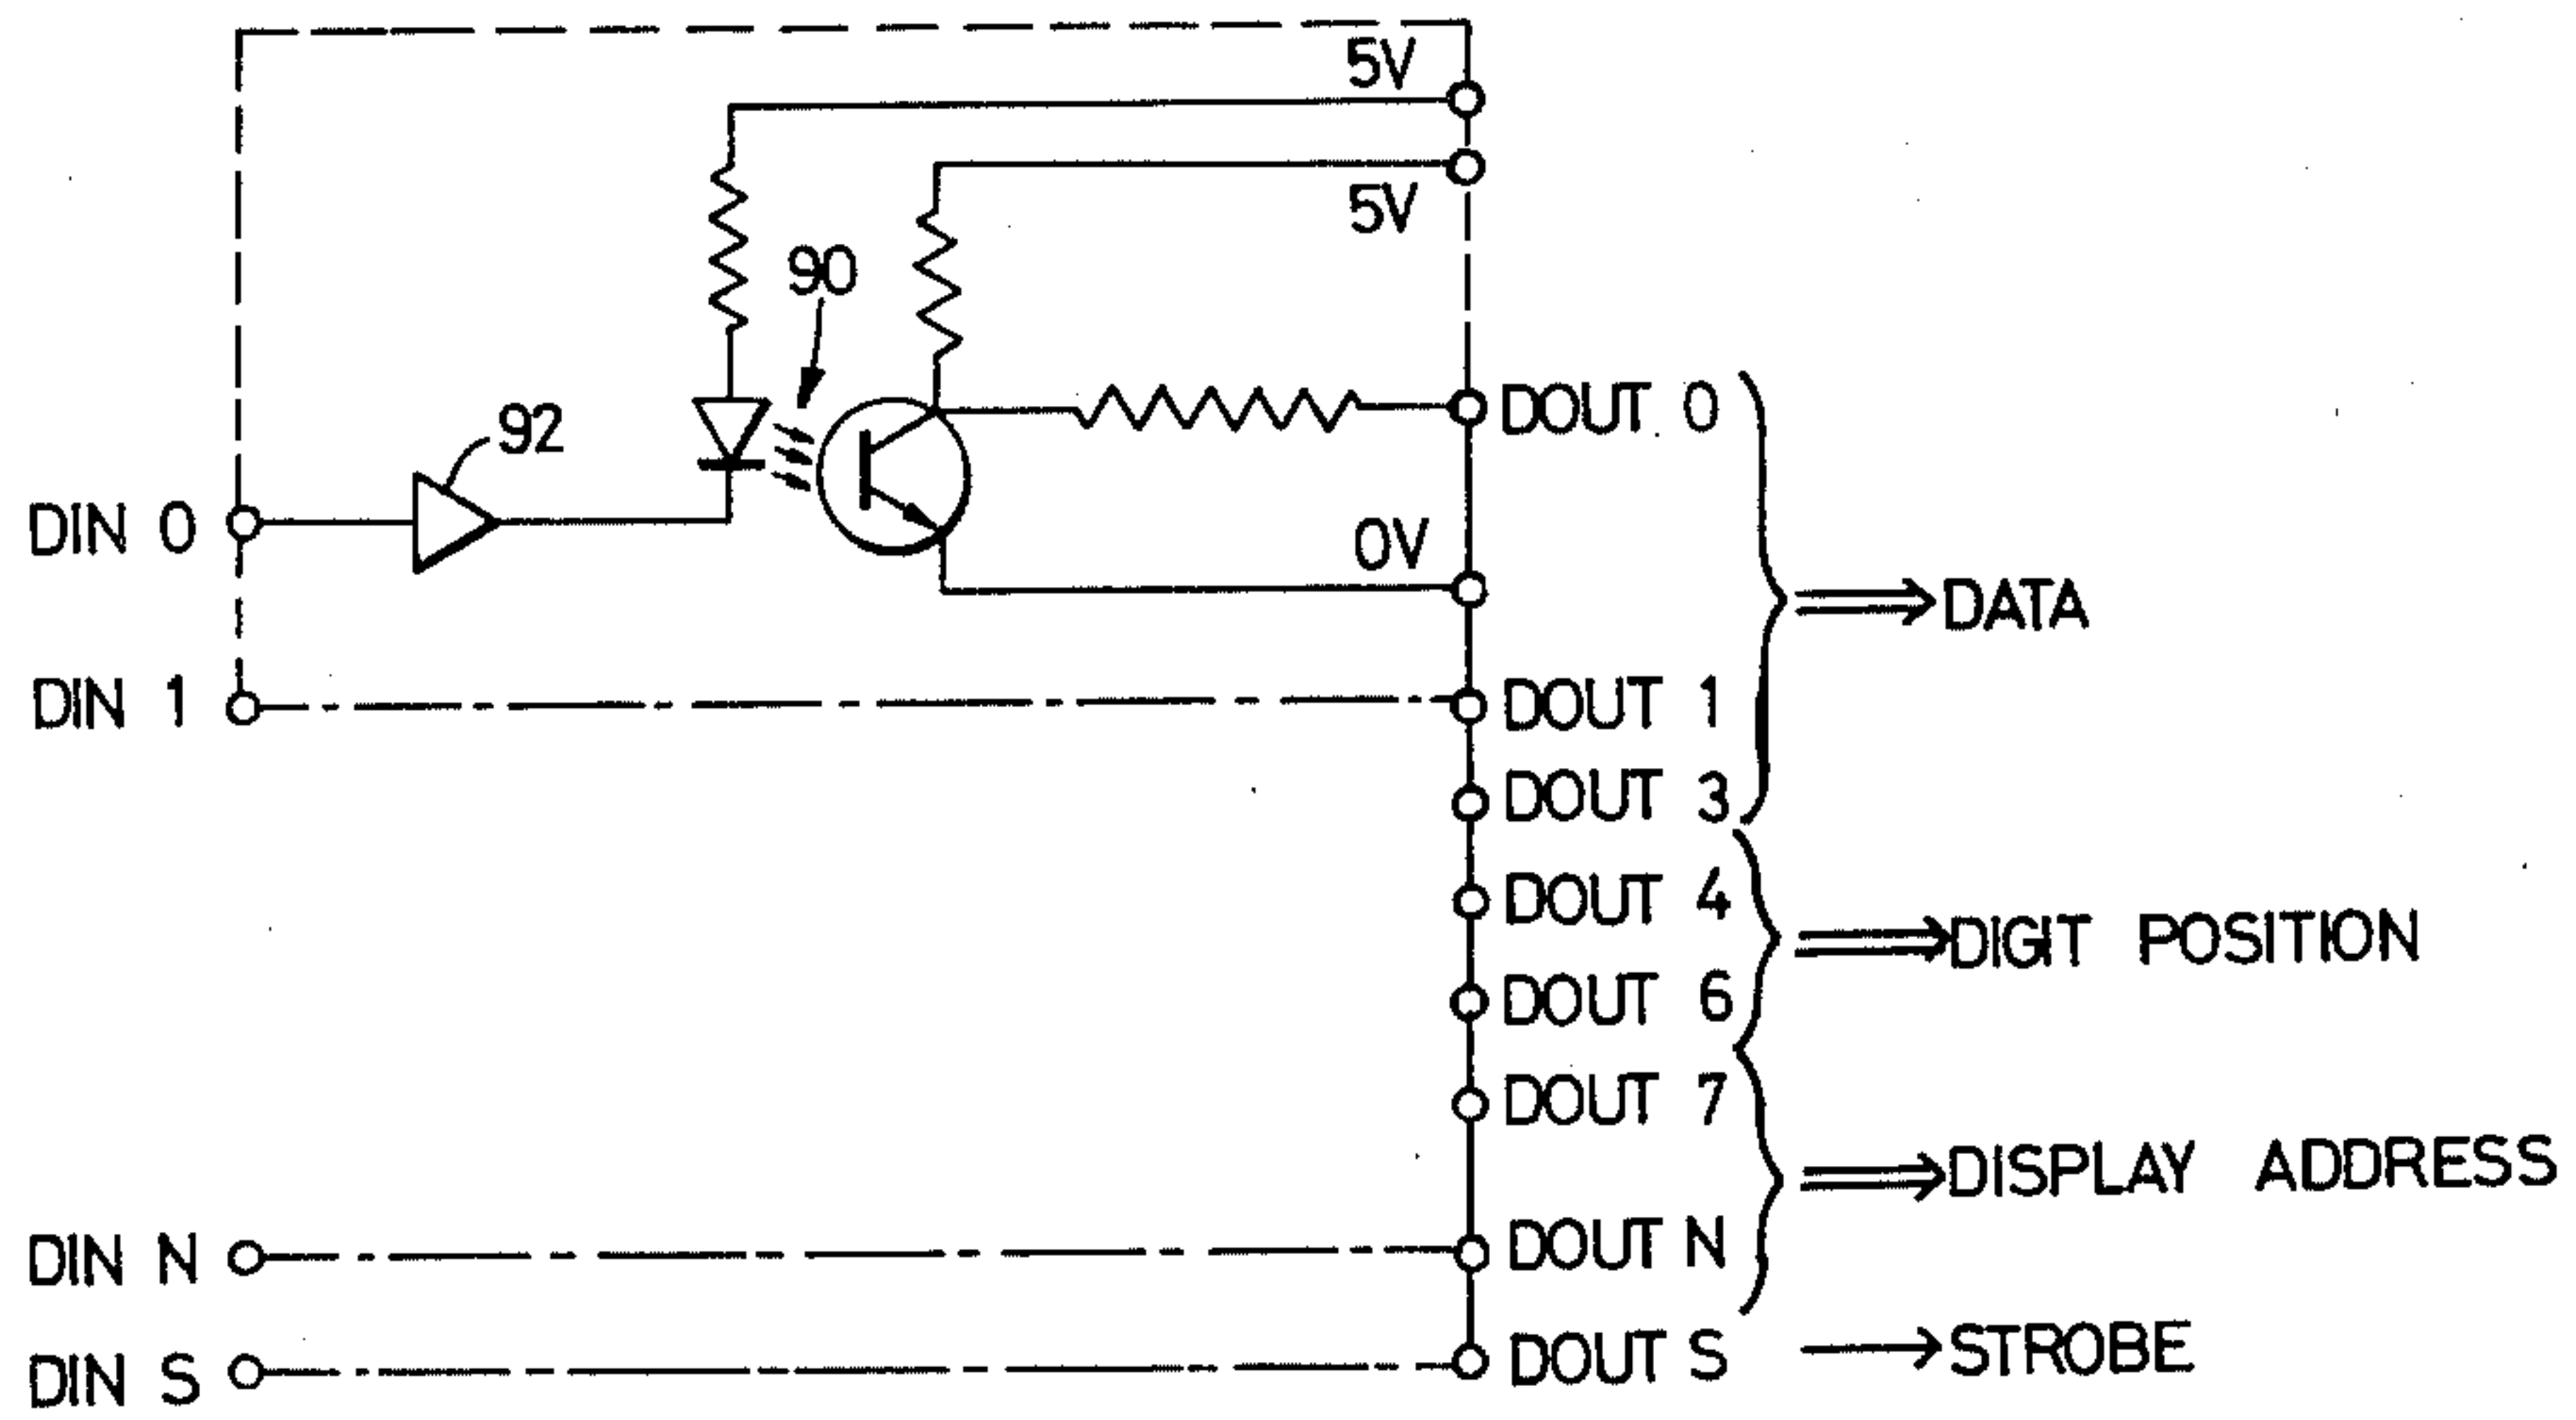 5V
5V
90
92
DOUT 0
DIN 0
0V
DATA
DIN 1
DOUT 1
DOUT 3
DOUT 4
DIGIT POSITION
DOUT 6
DOUT 7
DISPLAY ADDRESS
DIN N
DOUT N
DIN S
DOUT S
STROBE